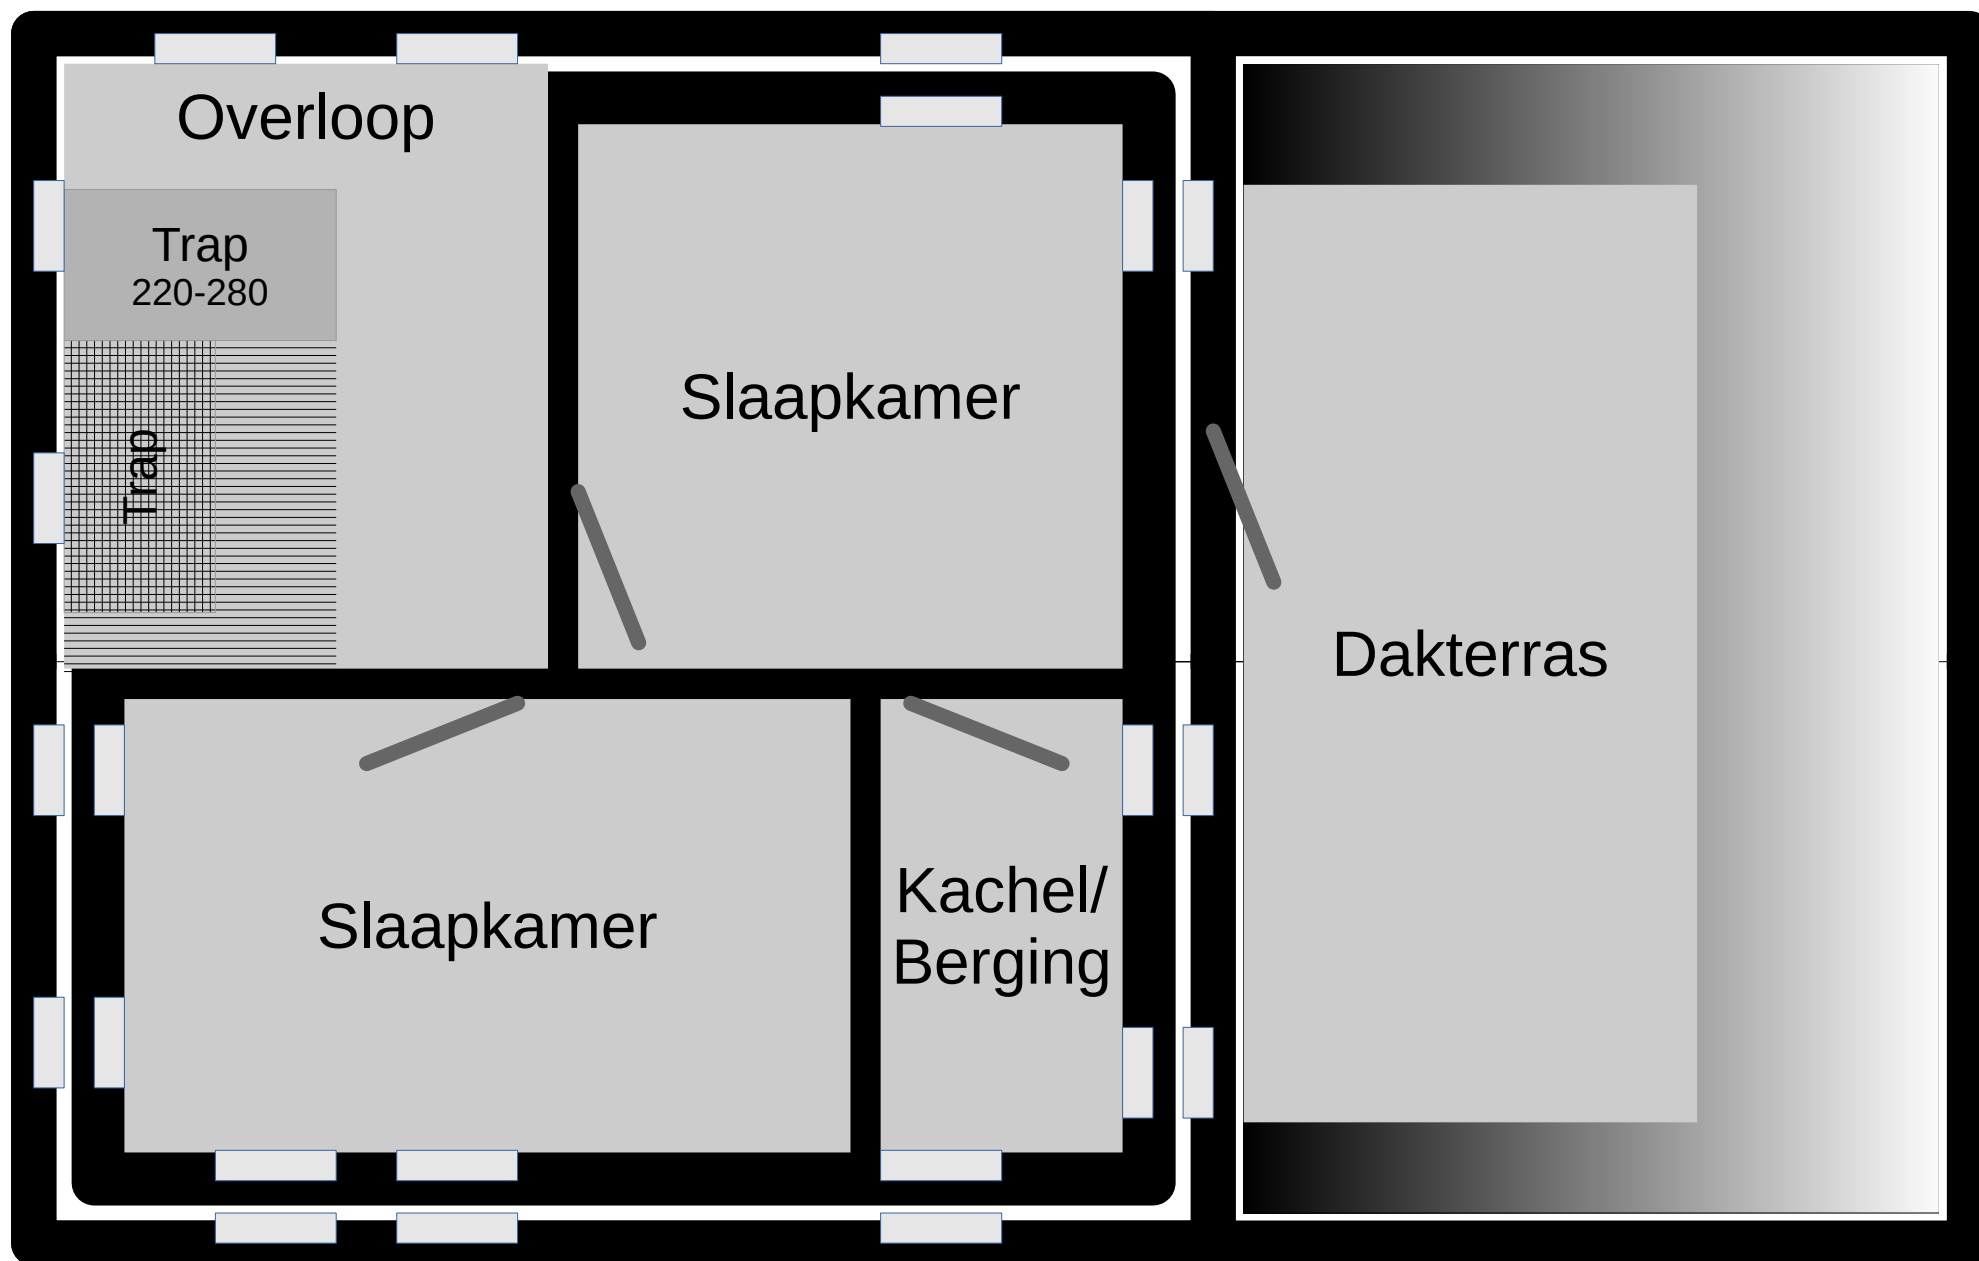 Overloop
Trap
220-280
Trap
Slaapkamer
Dakterras
Slaapkamer
Kachel/
Berging